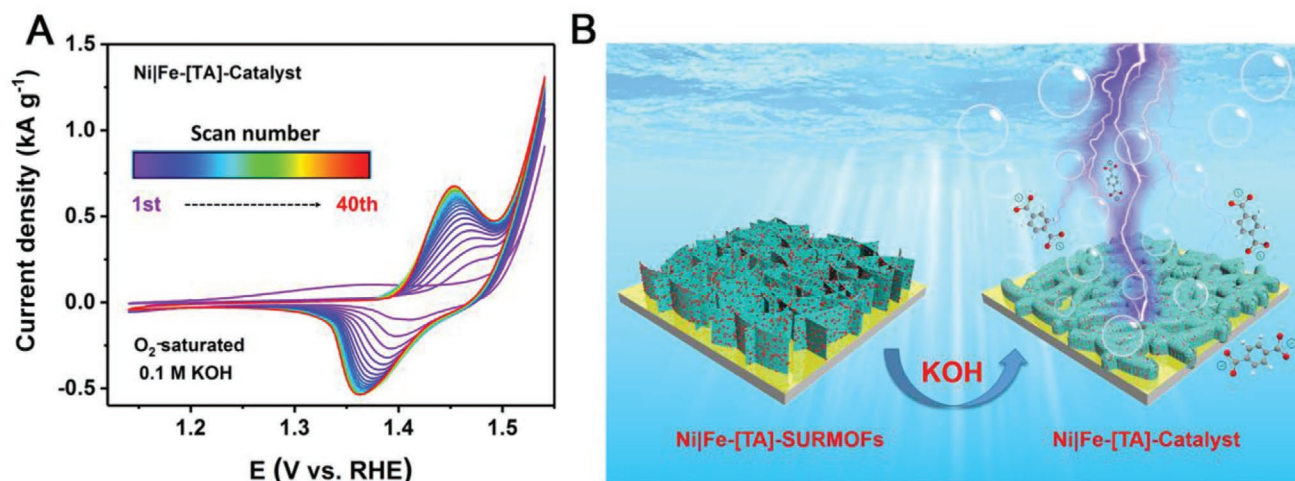 A
Current density (kA g⁻¹)
1.5
1.0
0.5
0.0
-0.5
Ni|Fe-[TA]-Catalyst
Scan number
1st
40th
O₂-saturated
0.1 M KOH
1.2
1.3
1.4
1.5
E (V vs. RHE)
B
KOH
Ni|Fe-[TA]-SURMOFs
Ni|Fe-[TA]-Catalyst